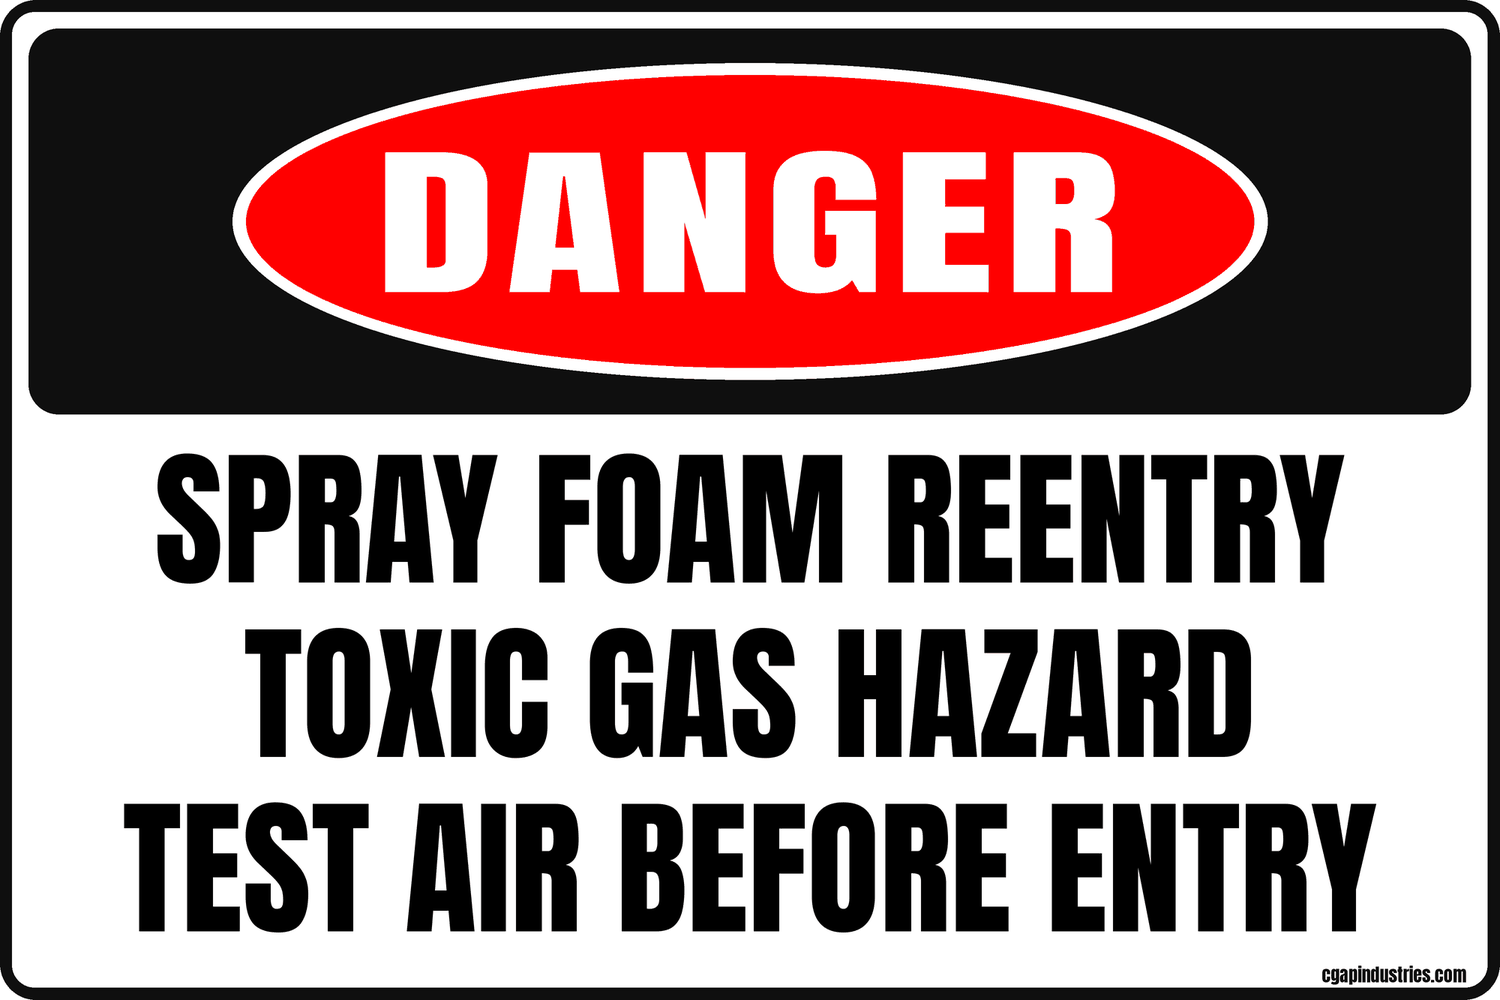 DANGER
SPRAY FOAM REENTRY
TOXIC GAS HAZARD
TEST AIR BEFORE ENTRY
cgapindustries.com